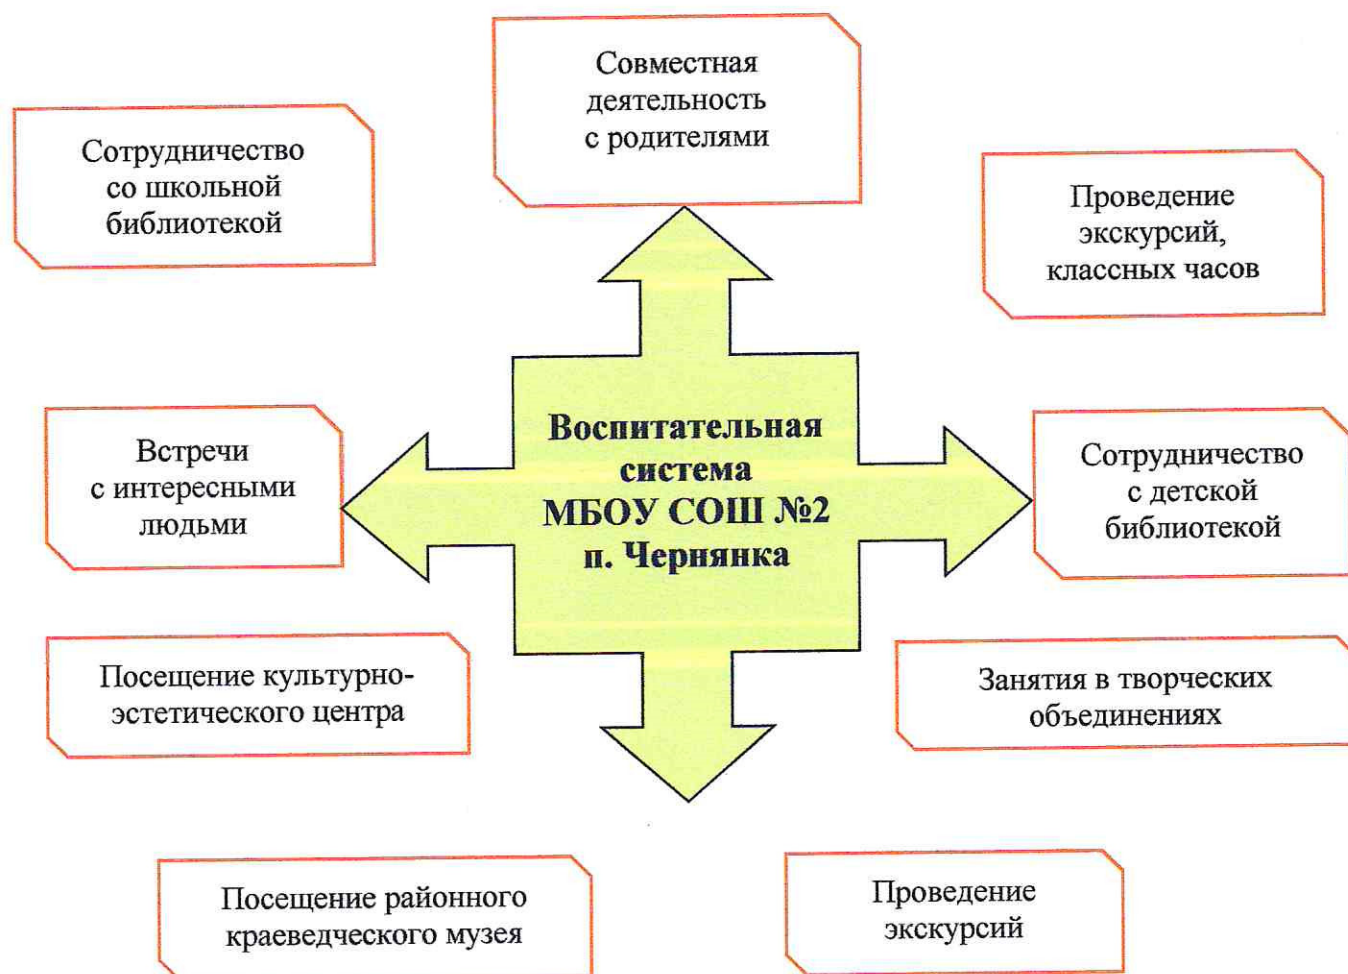 Совместная
деятельность
с родителями
Сотрудничество
со школьной
библиотекой
Проведение
экскурсий,
классных часов
Встречи
с интересными
людьми
Воспитательная
система
МБОУ СОШ №2
п. Чернянка
Сотрудничество
с детской
библиотекой
Посещение культурно-
эстетического центра
Занятия в творческих
объединениях
Посещение районного
краеведческого музея
Проведение
экскурсий